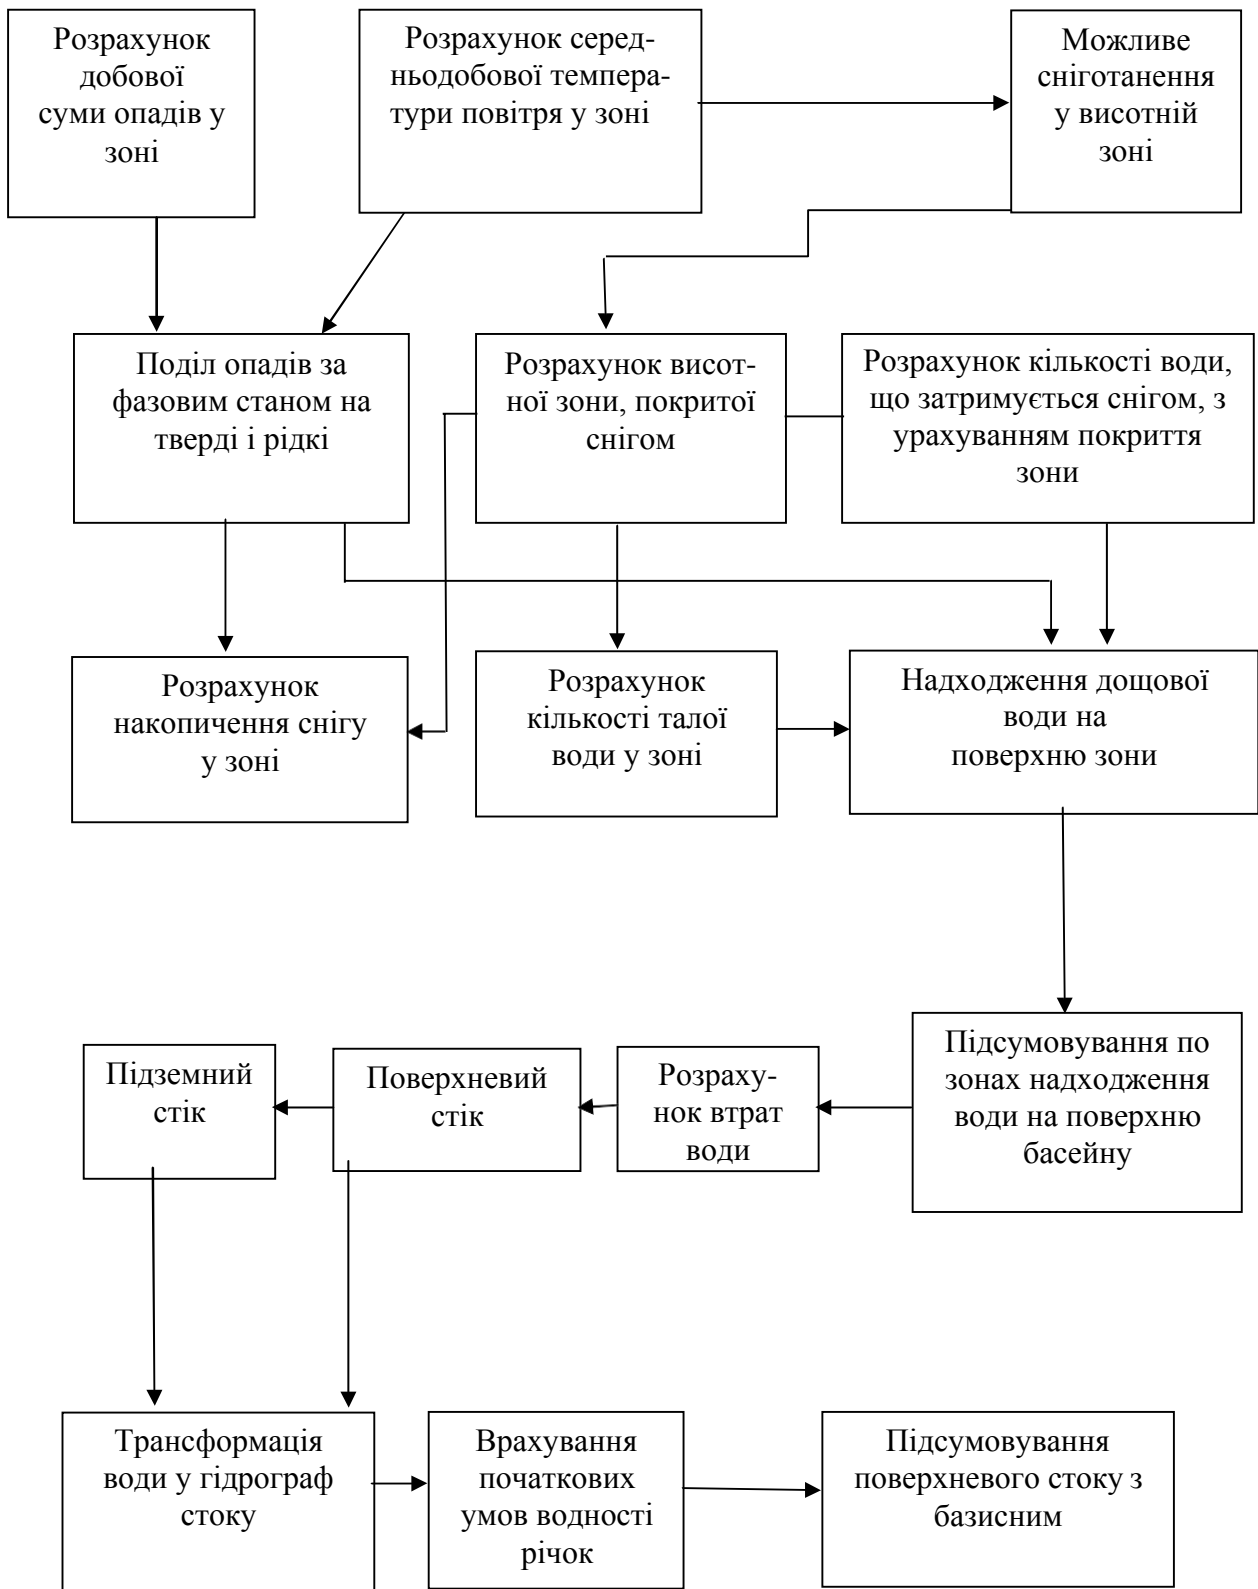 Розрахунок
добової
суми опадів у
зоні
Розрахунок серед-
ньодобової темпера-
тури повітря у зоні
Можливе
сніготанення
у висотній
зоні
Поділ опадів за
фазовим станом на
тверді і рідкі
Розрахунок висот-
ної зони, покритої
снігом
Розрахунок кількості води,
що затримується снігом, з
урахуванням покриття
зони
Розрахунок
накопичення снігу
у зоні
Розрахунок
кількості талої
води у зоні
Надходження дощової
води на
поверхню зони
Підземний
стік
Поверхневий
стік
Розраху-
нок втрат
води
Підсумовування по
зонах надходження
води на поверхню
басейну
Трансформація
води у гідрограф
стоку
Врахування
початкових
умов водності
річок
Підсумовування
поверхневого стоку з
базисним